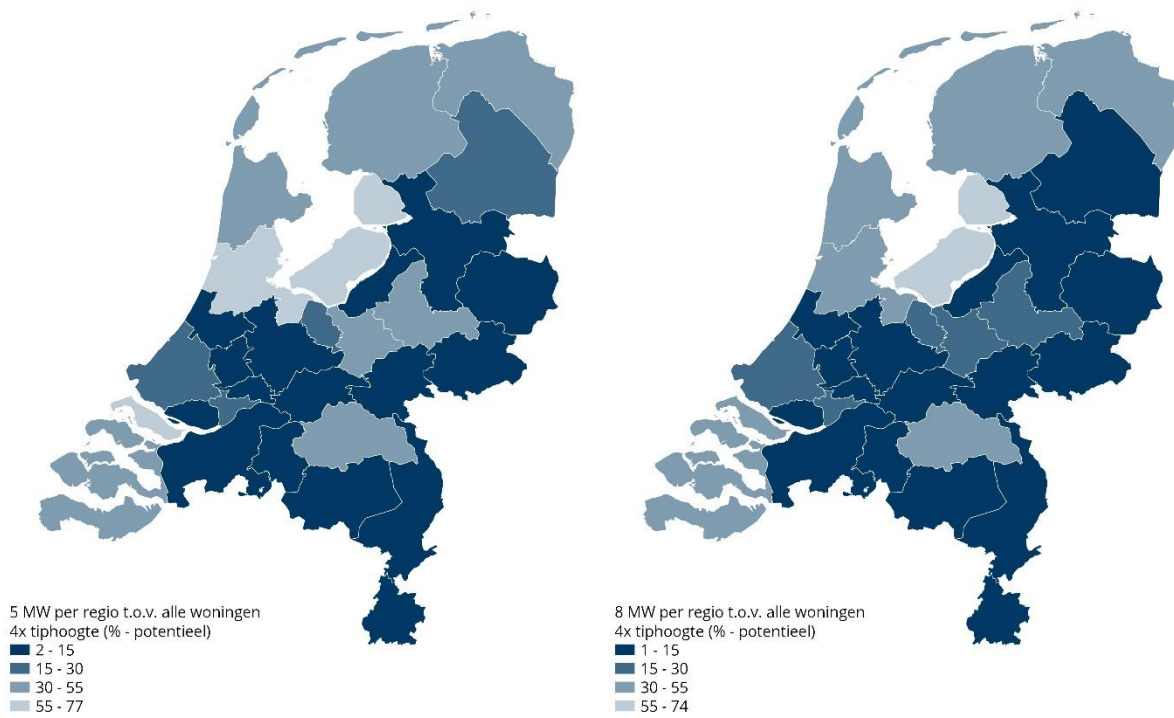 5 MW per regio t.o.v. alle woningen
4x tiphoogte (% - potentieel)
2 - 15
15 - 30
30 - 55
55 - 77
8 MW per regio t.o.v. alle woningen
4x tiphoogte (% - potentieel)
1 - 15
15 - 30
30 - 55
55 - 74